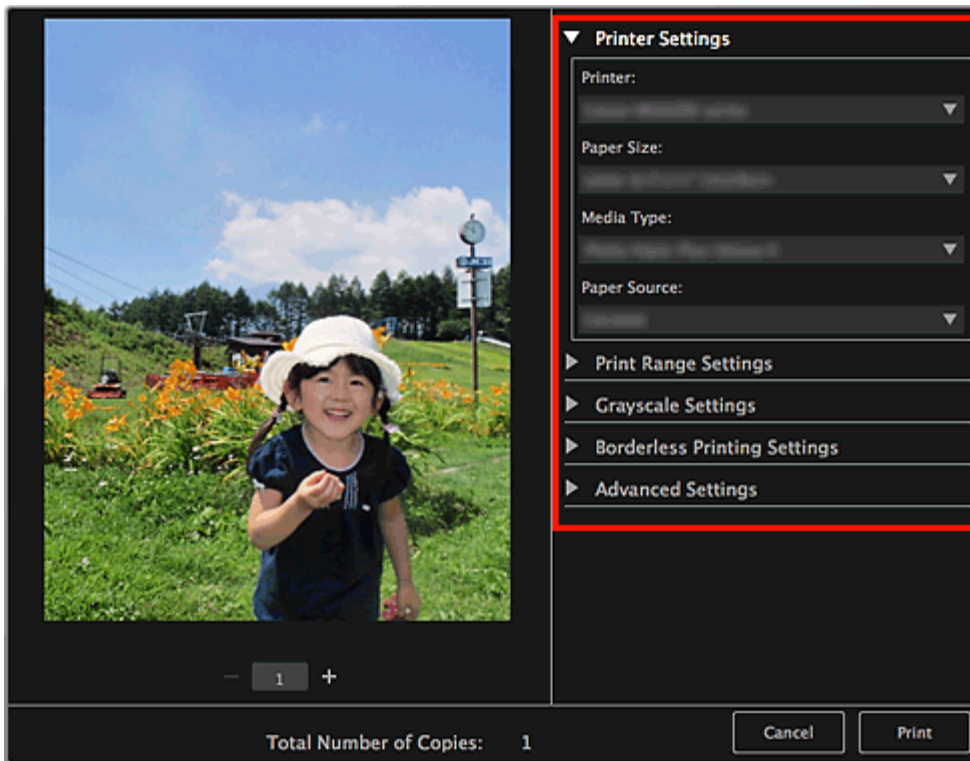 Printer Settings
Printer:
Paper Size:
Media Type:
Paper Source:
Print Range Settings
Grayscale Settings
Borderless Printing Settings
Advanced Settings
1
Total Number of Copies: 1
Cancel
Print